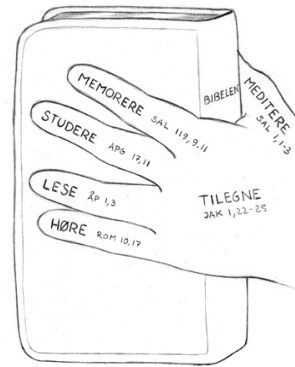 MEMORERE SAL 119,9.11
BIBELEN
MEDITERE
SAL 1,1-3
STUDERE APG 17,11
LESE ÅP 1,3
TILEGNE
JAK 1,22-25
HØRE ROM 10,17